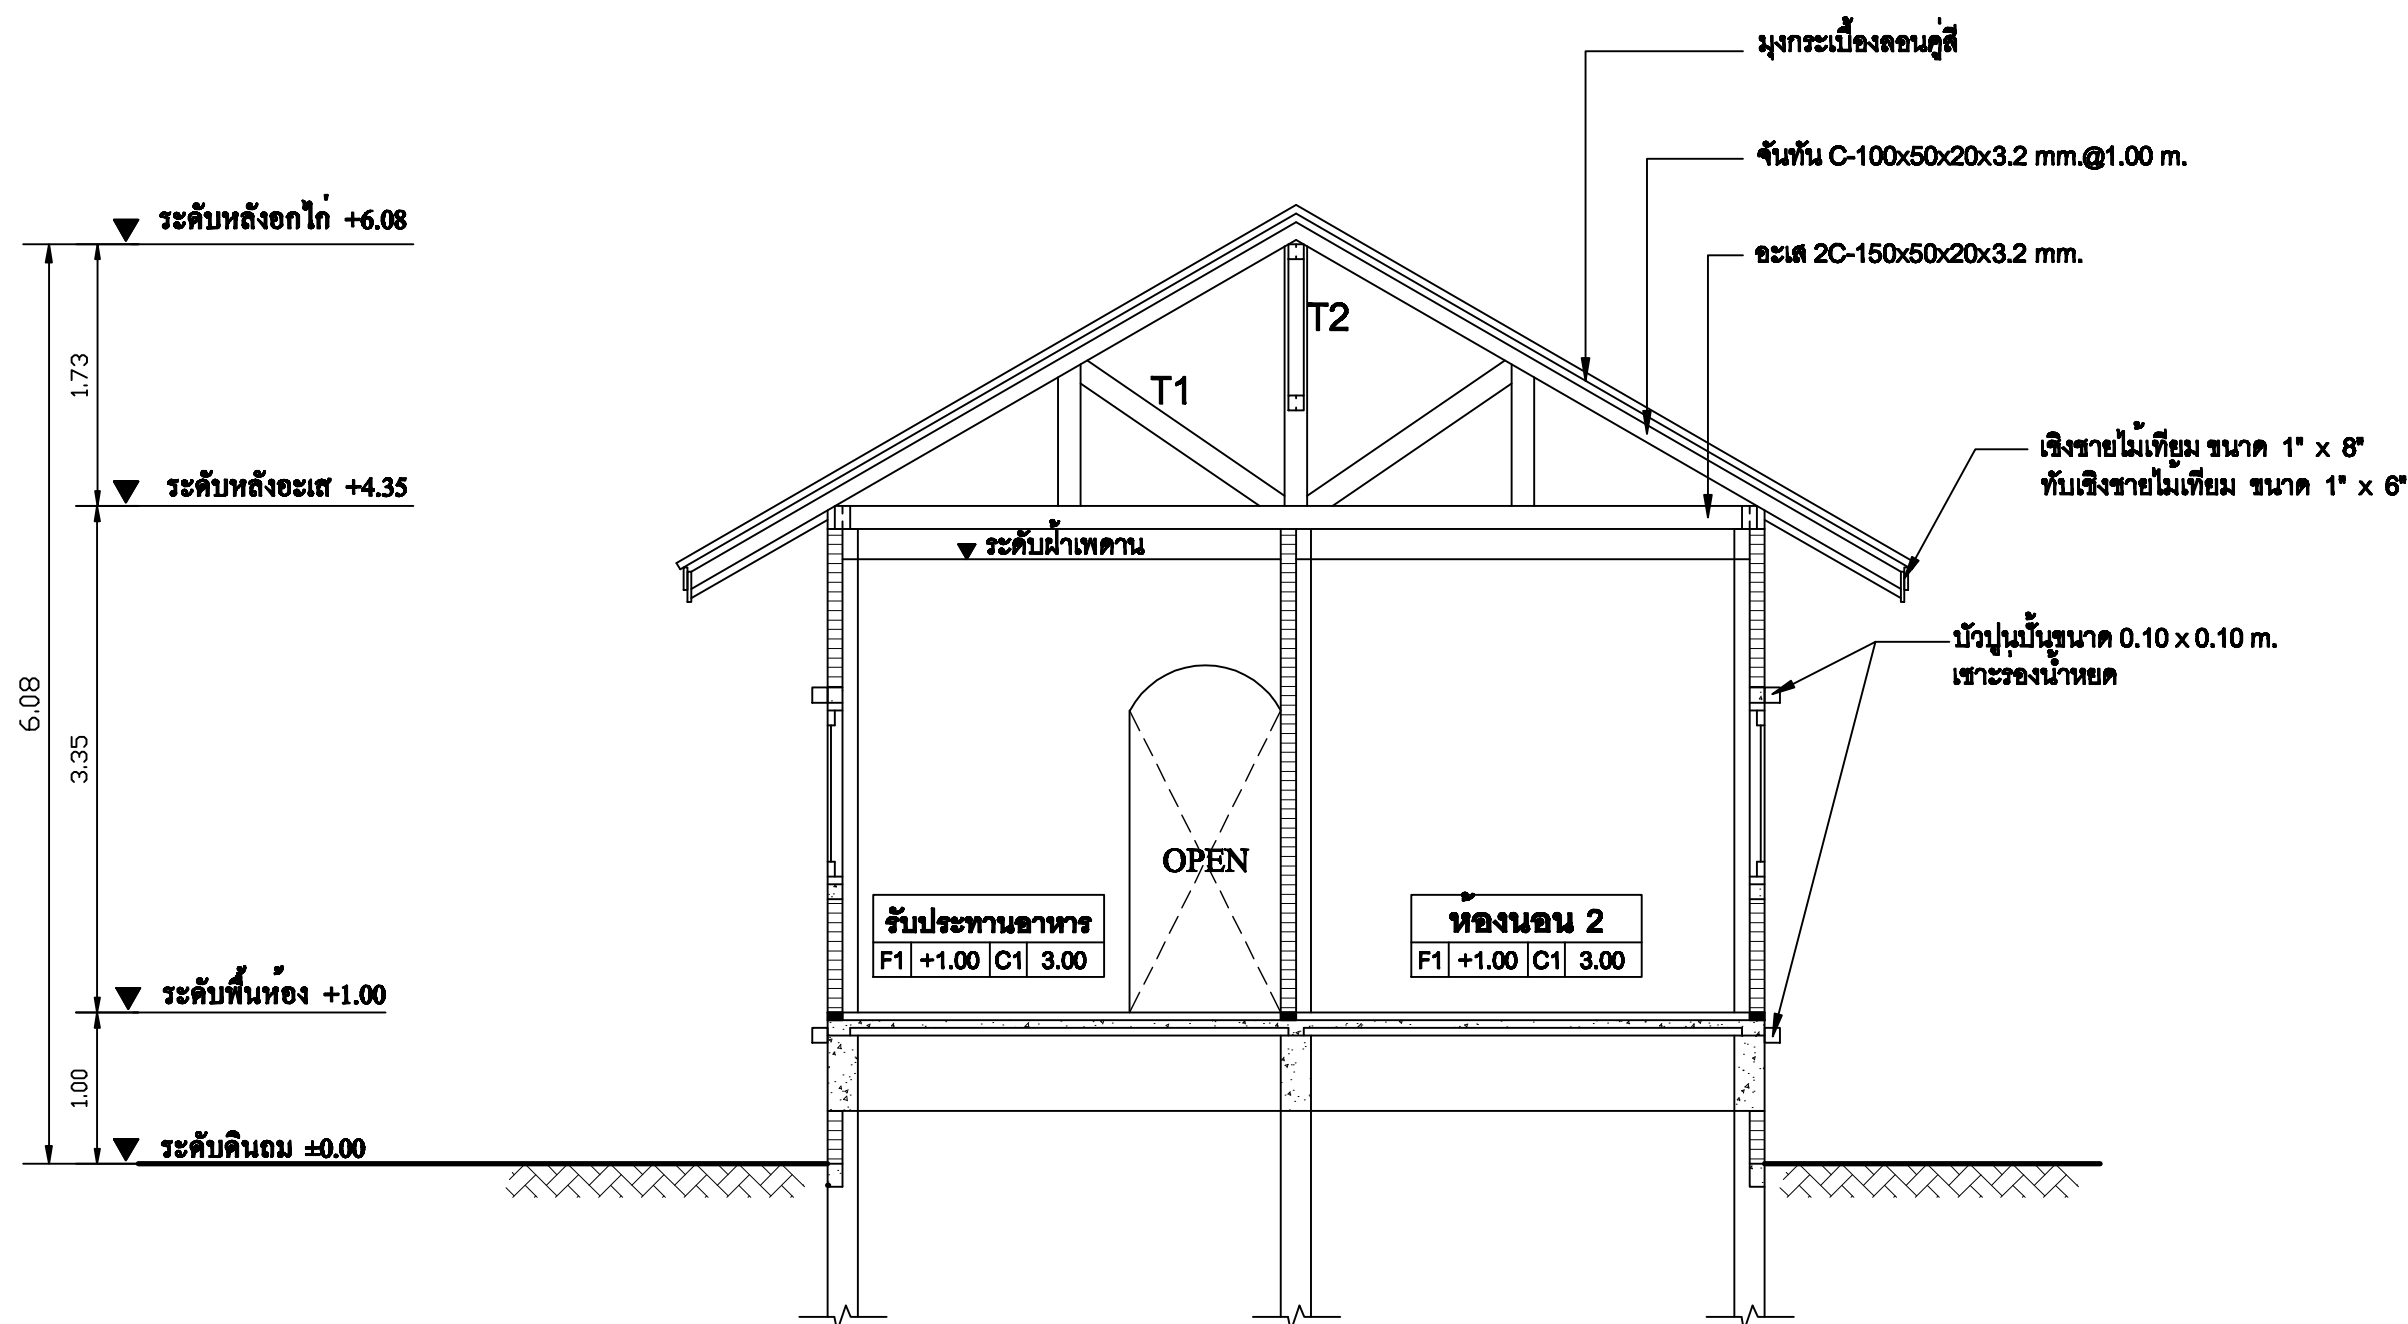 มุงกระเบื้องลอนคู่สี
จันทัน C-100x50x20x3.2 mm.@1.00 m.
ระดับหลังอกไก่ +6.08
อะเส 2C-150x50x20x3.2 mm.
T2
1.73
T1
เชิงชายไม้เทียม ขนาด 1" x 8"
ทับเชิงชายไม้เทียม ขนาด 1" x 6"
ระดับหลังอะเส +4.35
ระดับฝ้าเพดาน
บัวปูนปั้นขนาด 0.10 x 0.10 m.
เซาะร่องน้ำหยด
6.08
3.35
OPEN
รับประทานอาหาร
F1 +1.00 C1 3.00
ห้องนอน 2
F1 +1.00 C1 3.00
ระดับพื้นห้อง +1.00
1.00
ระดับดินถม ±0.00